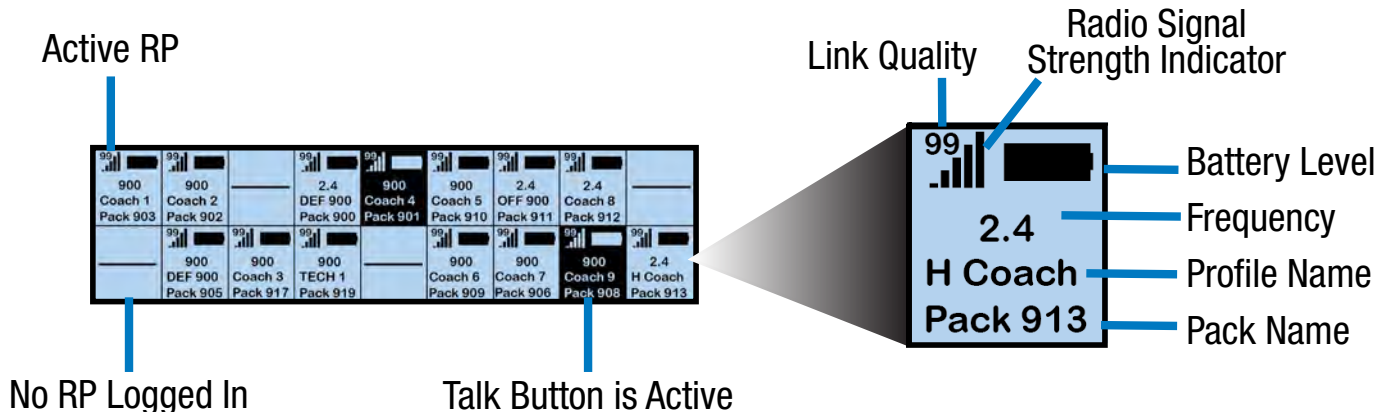 Active RP
Link Quality
Radio Signal
Strength Indicator
99 99 99 99 99 99 99
900 900 2.4 900 900 2.4 2.4
Coach 1 Coach 2 DEF 900 Coach 4 Coach 5 OFF 900 Coach 8
Pack 903 Pack 902 Pack 900 Pack 901 Pack 910 Pack 911 Pack 912
99 99 99 99 99 99 99
900 900 900 900 900 900 2.4
DEF 900 Coach 3 TECH 1 Coach 6 Coach 7 Coach 9 H Coach
Pack 905 Pack 917 Pack 919 Pack 909 Pack 906 Pack 908 Pack 913
99
2.4
H Coach
Pack 913
Battery Level
Frequency
Profile Name
Pack Name
No RP Logged In
Talk Button is Active